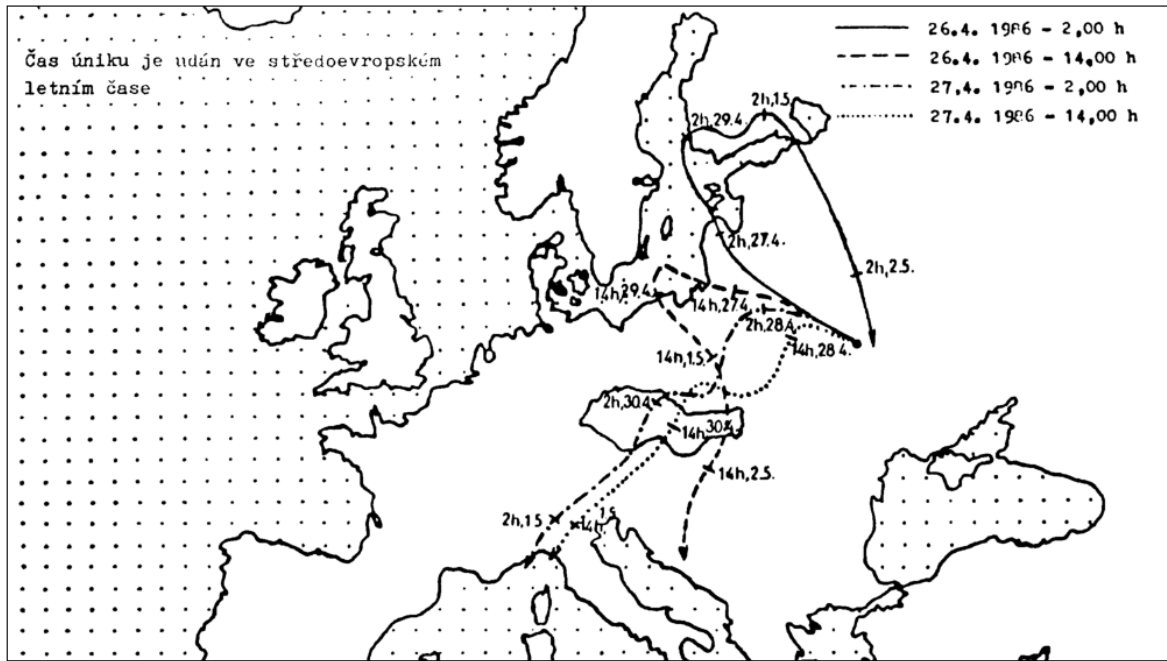 Čas úniku je udán ve středoevropském
letním čase
26.4. 1986 - 2,00 h
26.4. 1986 - 14,00 h
27.4. 1986 - 2,00 h
27.4. 1986 - 14,00 h
2h,1.5.
2h,29.4.
2h,27.4.
2h,2.5.
14h,29.4.
14h,27.4.
2h,28.4.
14h,28.4.
14h,1.5.
2h,30.4.
14h,30.4.
14h,2.5.
2h,1.5.
1.5.
14h.